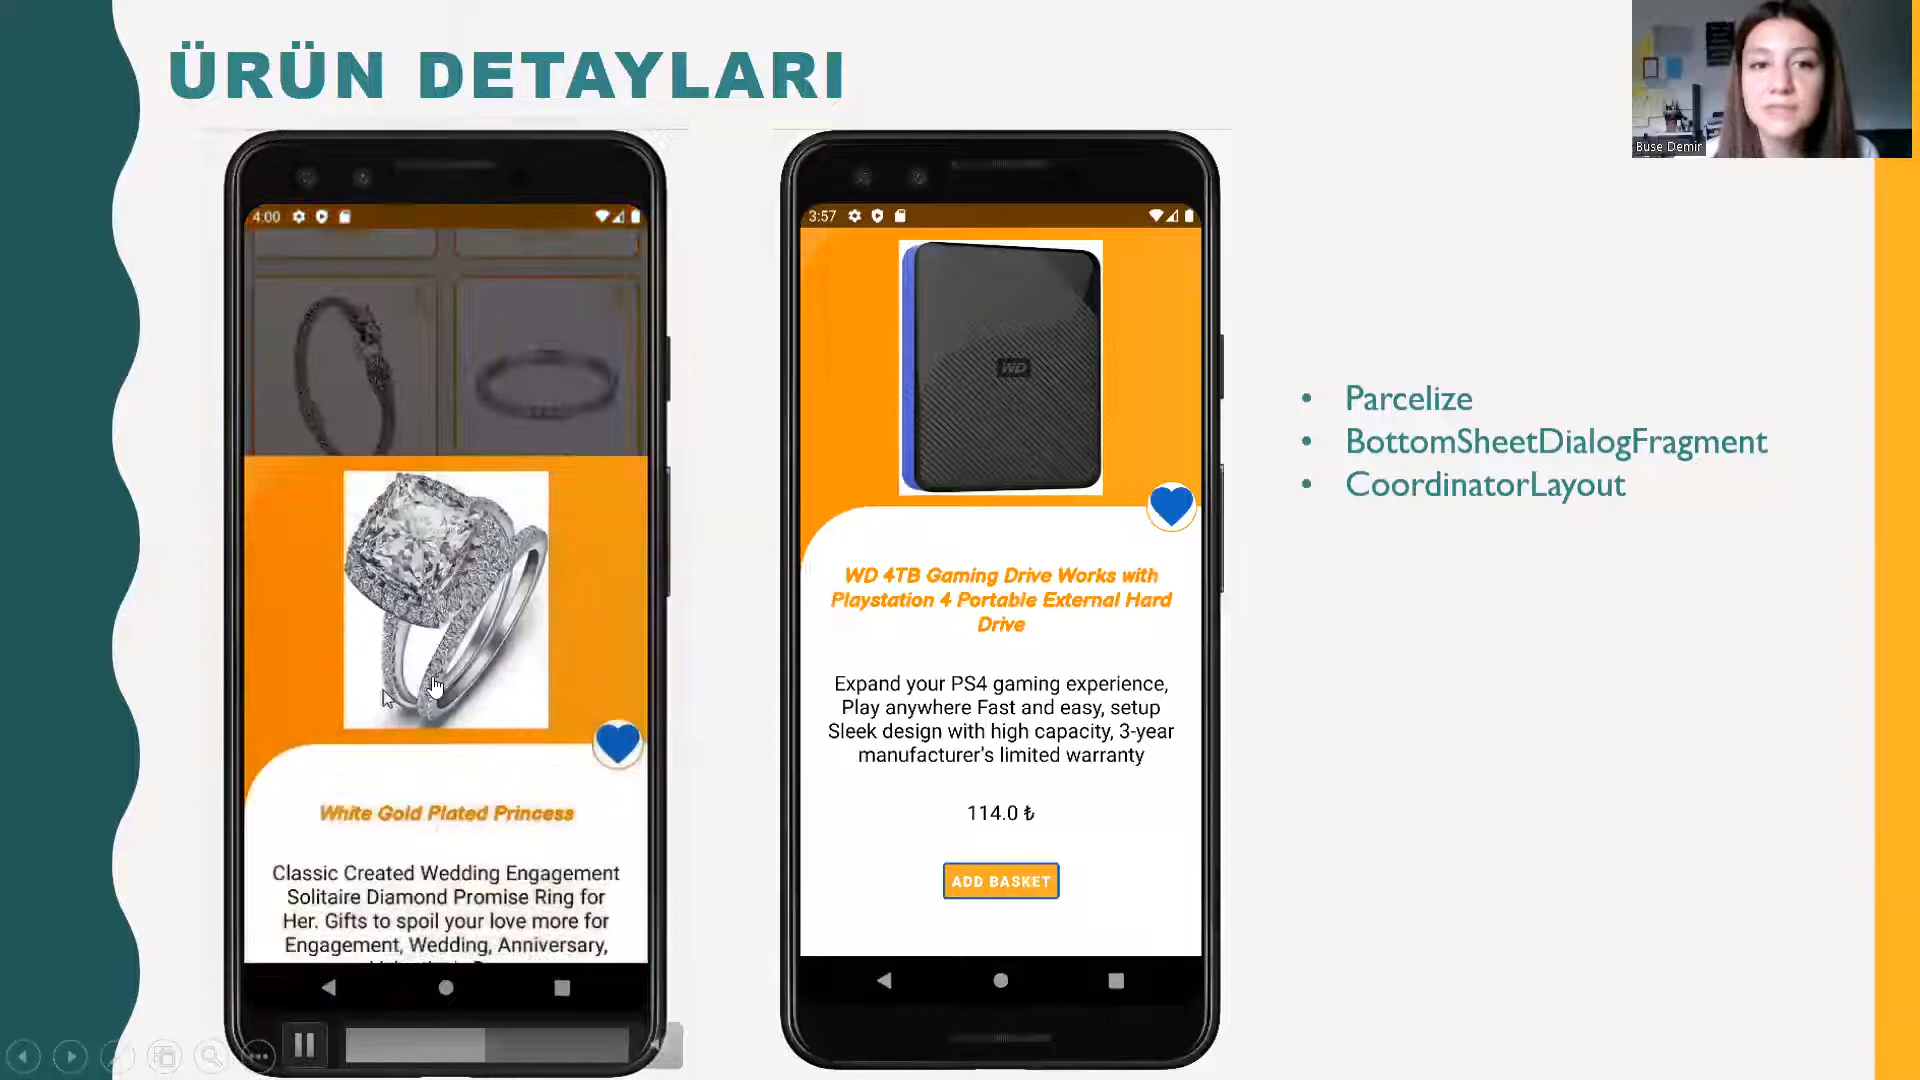 ÜRÜN DETAYLARI
Buse Demir
4:00
White Gold Plated Princess
Classic Created Wedding Engagement
Solitaire Diamond Promise Ring for
Her. Gifts to spoil your love more for
Engagement, Wedding, Anniversary,
3:57
WD
WD 4TB Gaming Drive Works with
Playstation 4 Portable External Hard
Drive
Expand your PS4 gaming experience,
Play anywhere Fast and easy, setup
Sleek design with high capacity, 3-year
manufacturer's limited warranty
114.0 ₺
ADD BASKET
• Parcelize
• BottomSheetDialogFragment
• CoordinatorLayout